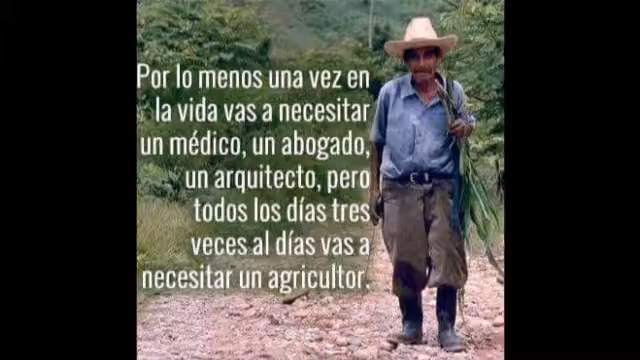 Por lo menos una vez en
la vida vas a necesitar
un médico, un abogado,
un arquitecto, pero
todos los días tres
veces al días vas a
necesitar un agricultor.